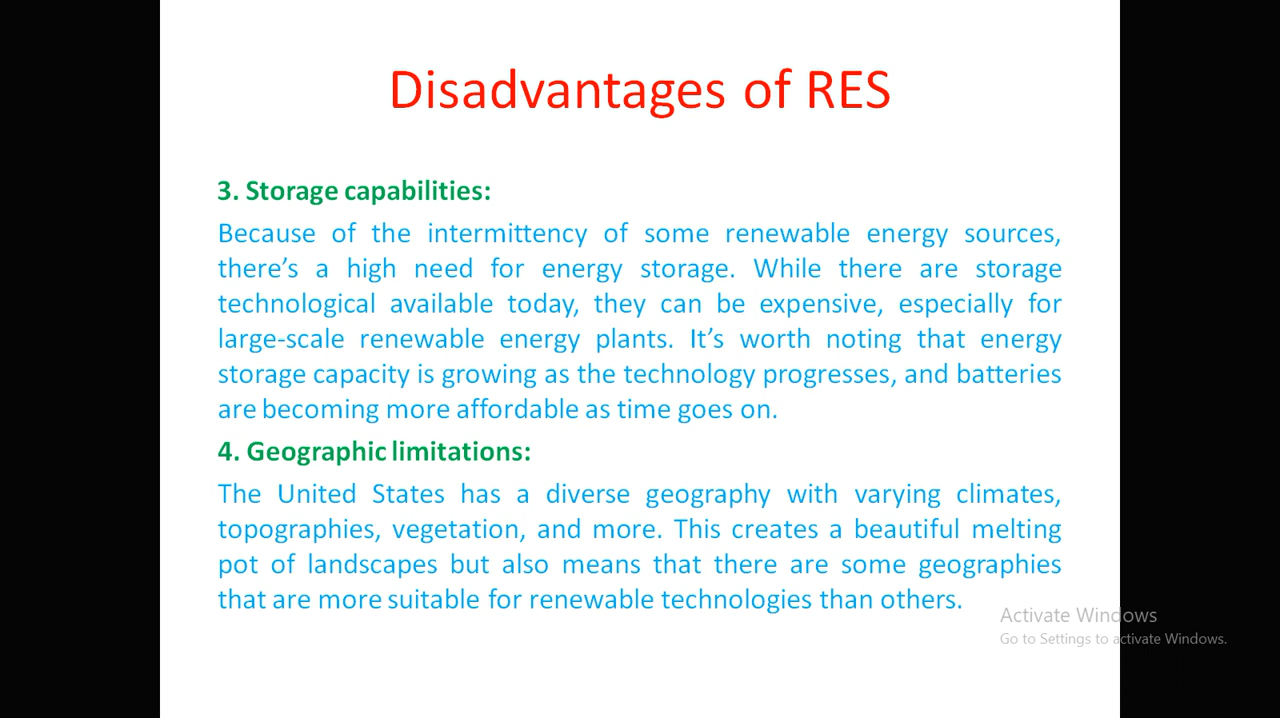 Disadvantages of RES
3. Storage capabilities:
Because of the intermittency of some renewable energy sources,
there’s a high need for energy storage. While there are storage
technological available today, they can be expensive, especially for
large-scale renewable energy plants. It’s worth noting that energy
storage capacity is growing as the technology progresses, and batteries
are becoming more affordable as time goes on.
4. Geographic limitations:
The United States has a diverse geography with varying climates,
topographies, vegetation, and more. This creates a beautiful melting
pot of landscapes but also means that there are some geographies
that are more suitable for renewable technologies than others.
Activate Windows
Go to Settings to activate Windows.